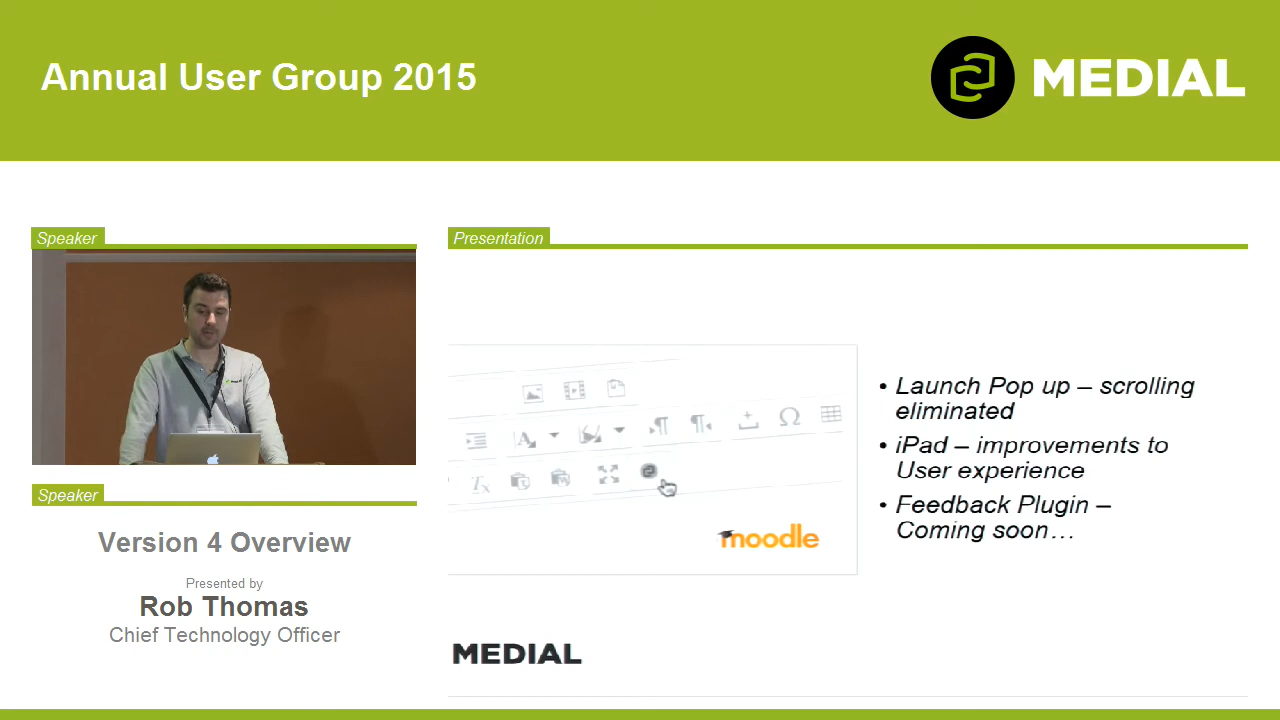 Annual User Group 2015
MEDIAL
Speaker
Presentation
• Launch Pop up – scrolling
eliminated
• iPad – improvements to
User experience
• Feedback Plugin –
Coming soon…
moodle
MEDIAL
Speaker
Version 4 Overview
Presented by
Rob Thomas
Chief Technology Officer